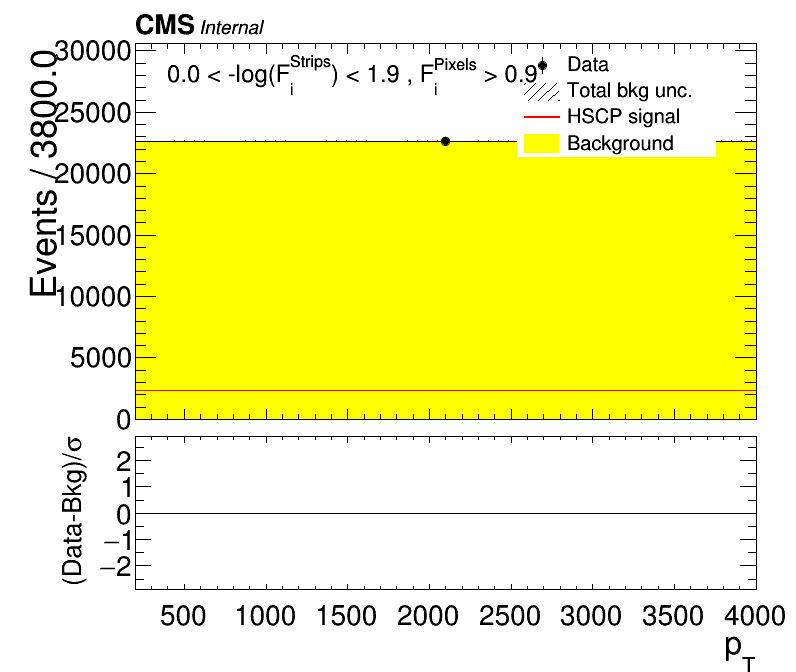 CMS Internal
30000
0.0 < -log(F_i^Strips) < 1.9 , F_i^Pixels > 0.9
Data
Total bkg unc.
HSCP signal
Background
25000
20000
15000
10000
5000
0
Events / 3800.0
(Data-Bkg)/σ
2
1
0
−1
−2
500 1000 1500 2000 2500 3000 3500 4000
p_T